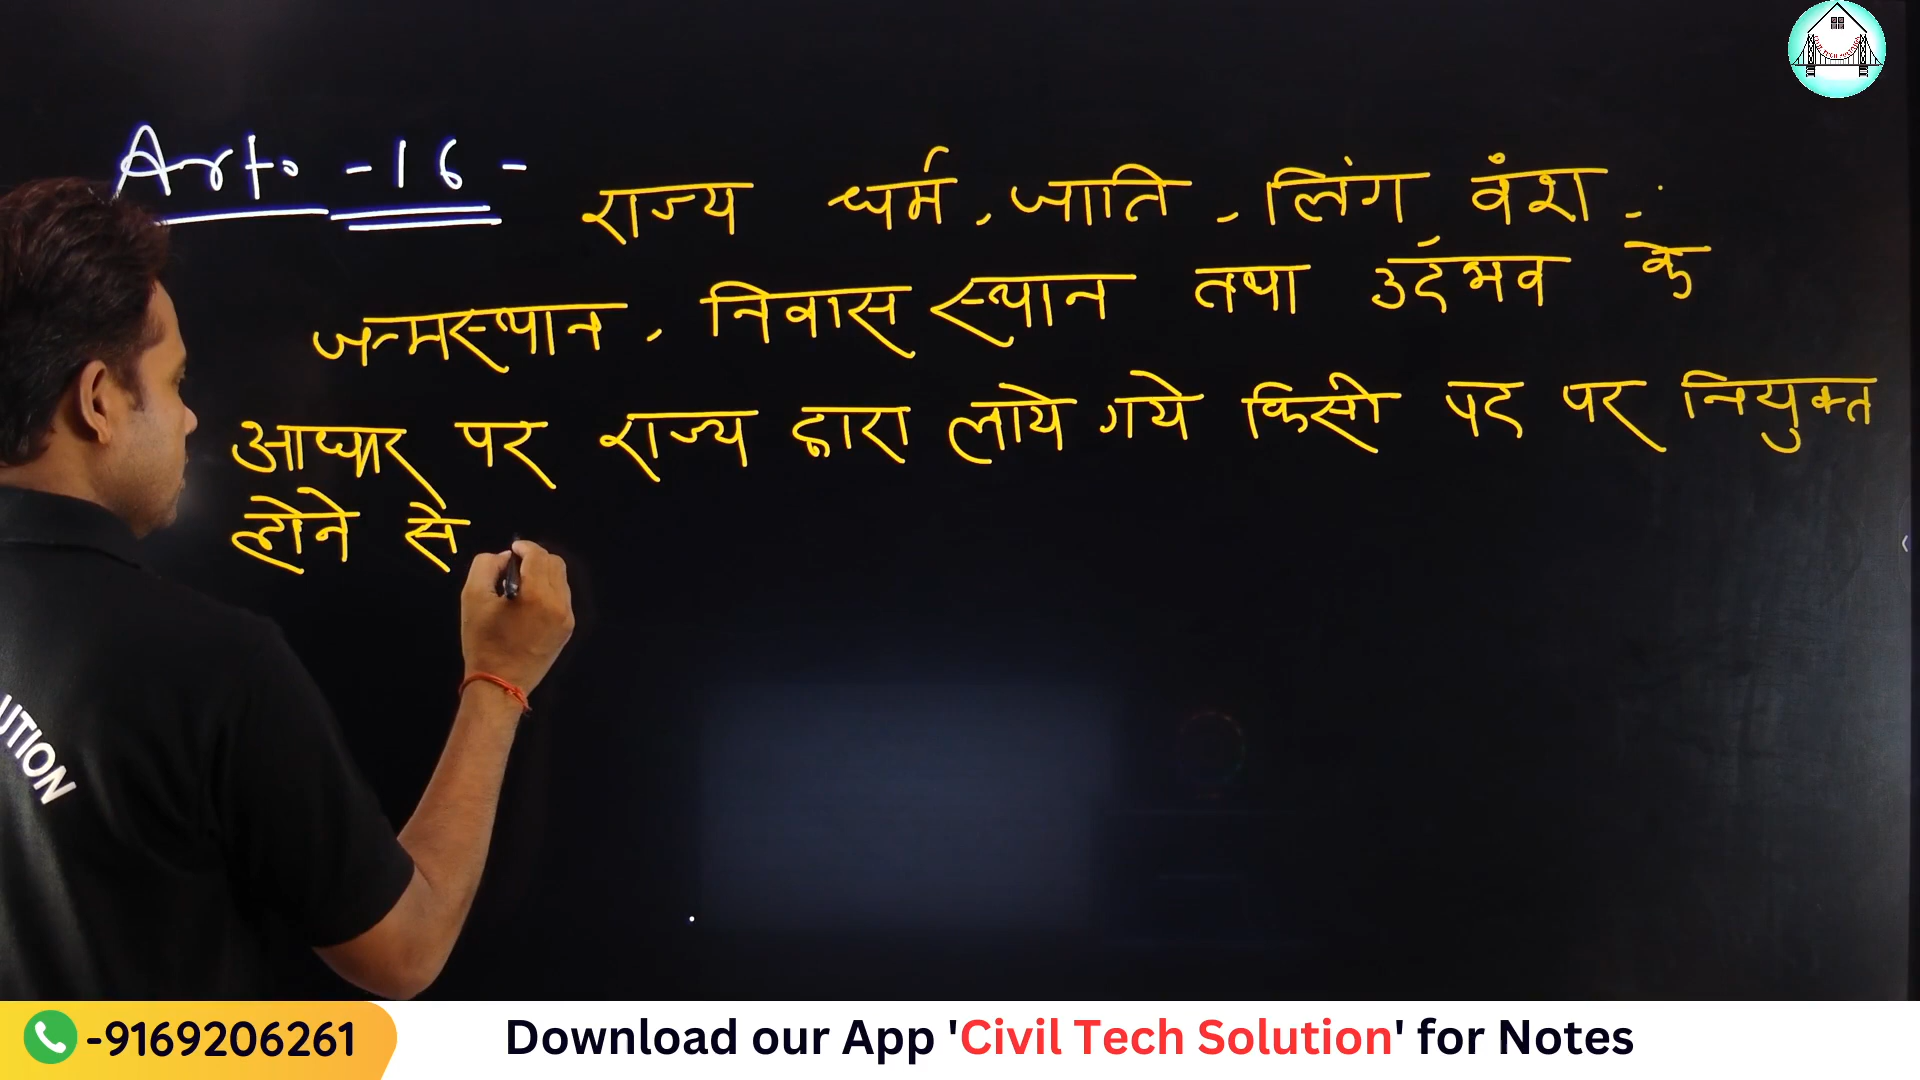 Art. - 16 - राज्य धर्म, जाति, लिंग वंश,
जन्मस्थान, निवास स्थान तथा उद्‌भव के
आधार पर राज्य द्वारा लाये गये किसी पद पर नियुक्त
होने से
UTION
-9169206261
Download our App 'Civil Tech Solution' for Notes